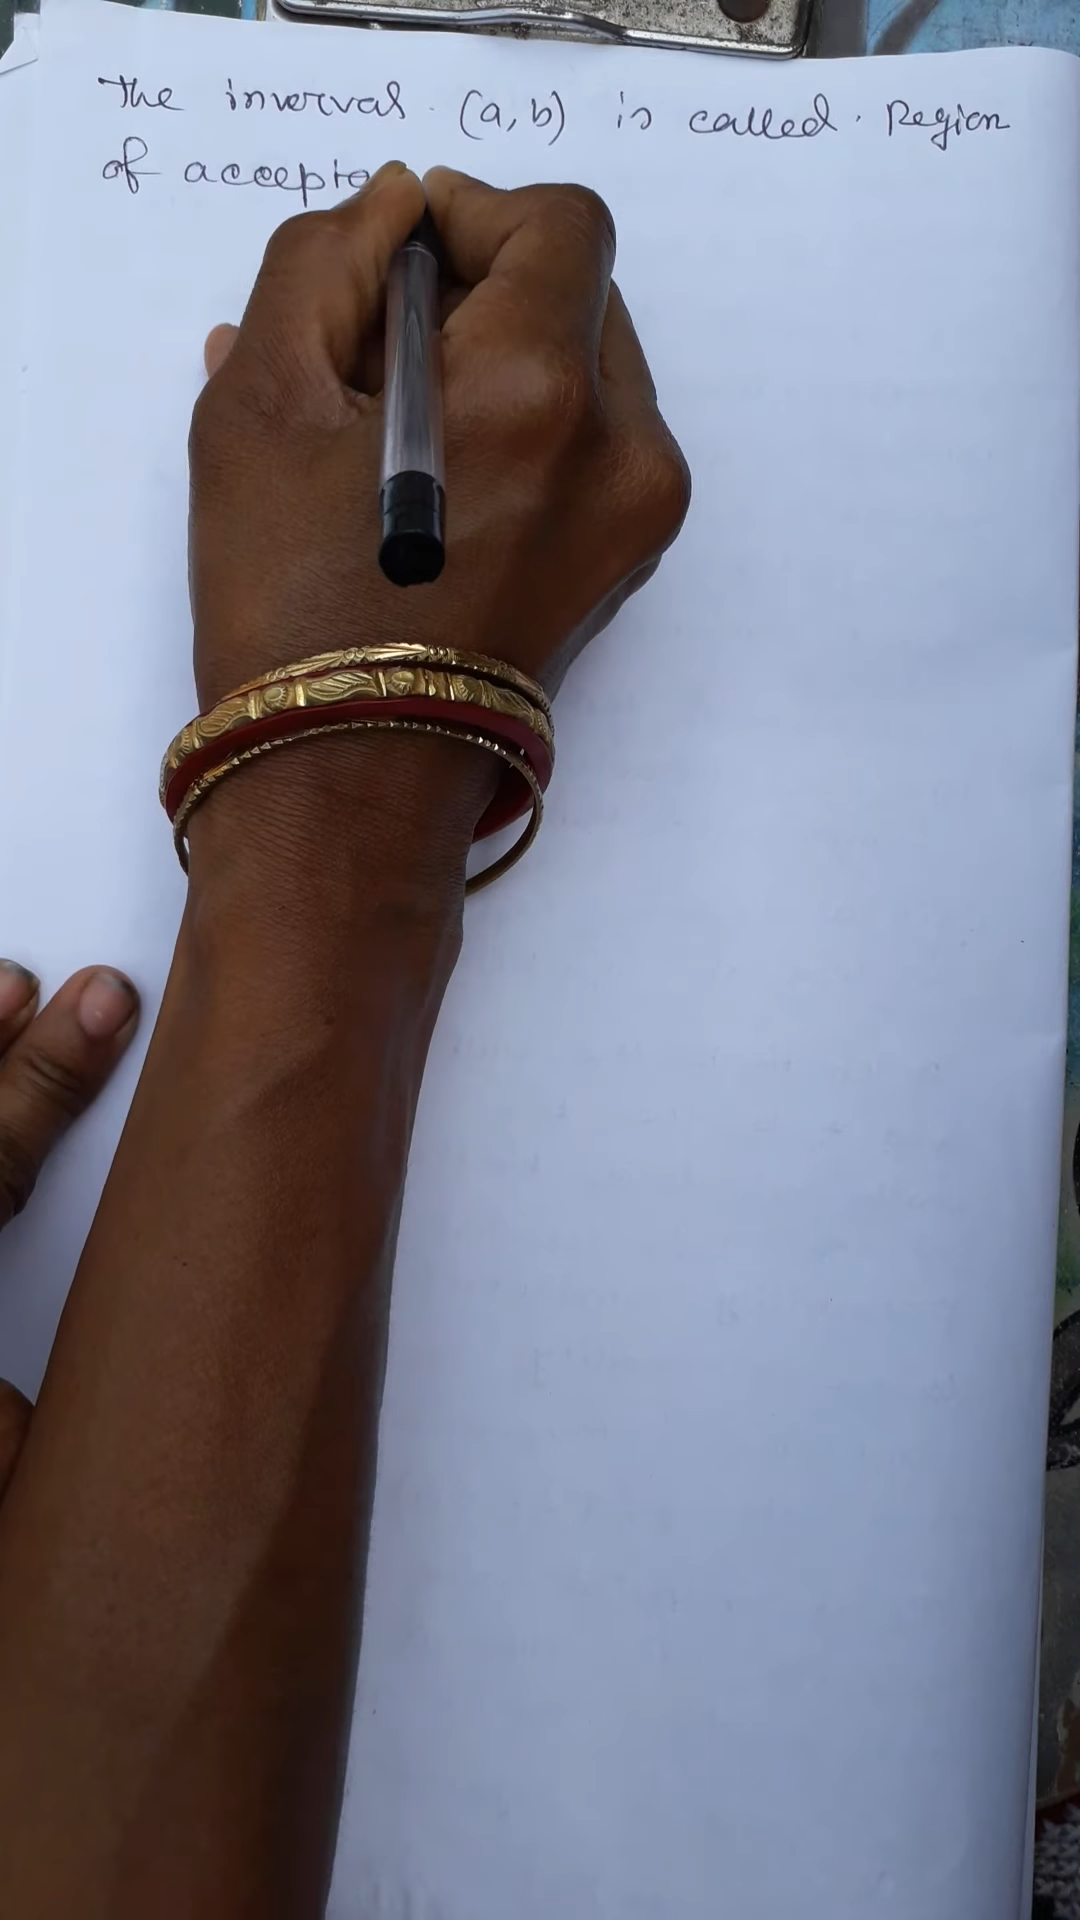 The inverval. (a, b) is called. Region
of accepta